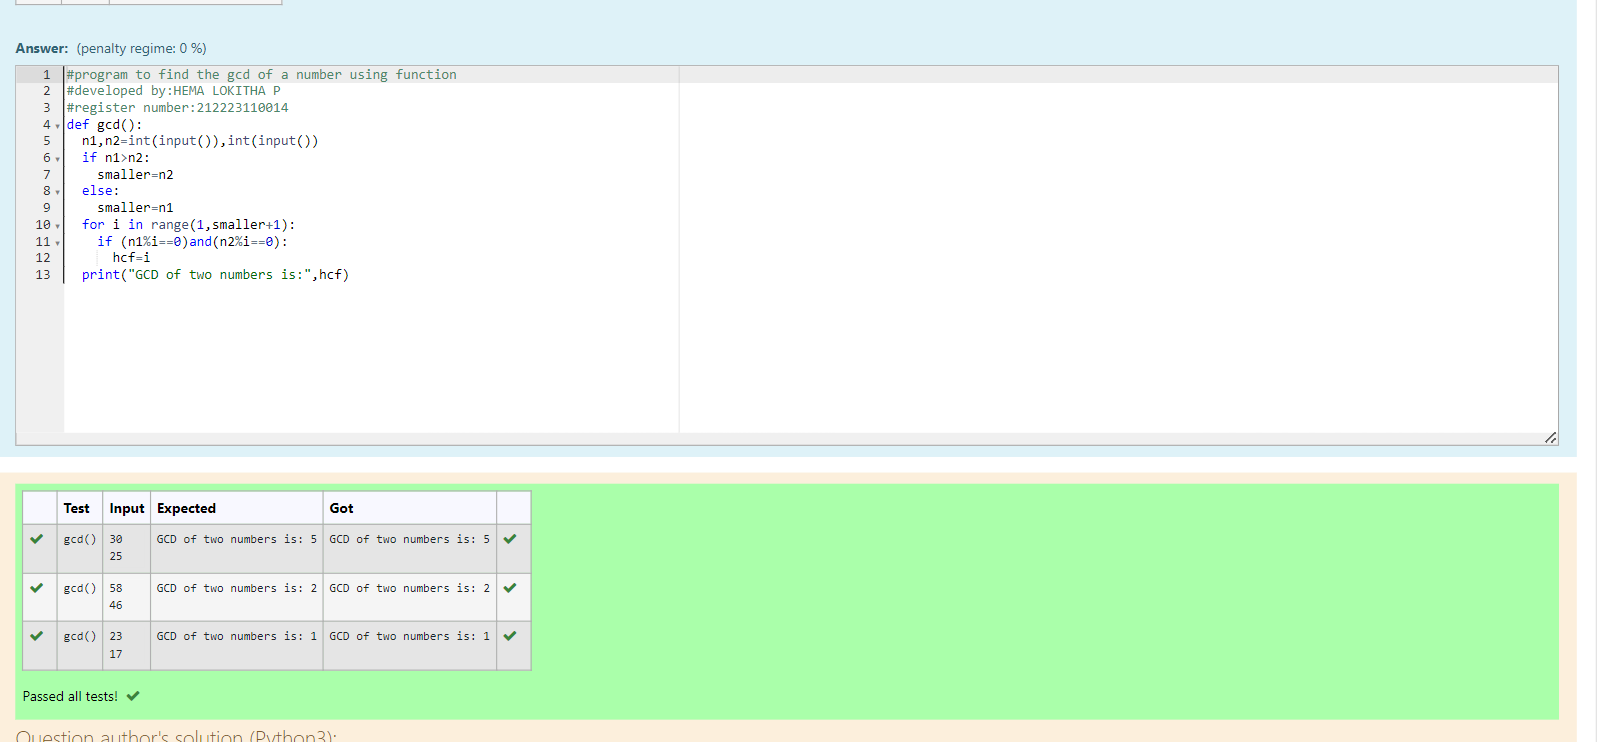 Answer: (penalty regime: 0 %)
1 #program to find the gcd of a number using function
2 #developed by:HEMA LOKITHA P
3 #register number:212223110014
4 def gcd():
5   n1,n2=int(input()),int(input())
6   if n1>n2:
7     smaller=n2
8   else:
9     smaller=n1
10   for i in range(1,smaller+1):
11     if (n1%i==0)and(n2%i==0):
12       hcf=i
13   print("GCD of two numbers is:",hcf)
Test Input Expected Got
gcd() 30 GCD of two numbers is: 5 GCD of two numbers is: 5
25
gcd() 58 GCD of two numbers is: 2 GCD of two numbers is: 2
46
gcd() 23 GCD of two numbers is: 1 GCD of two numbers is: 1
17
Passed all tests!
Question author's solution (Python3):